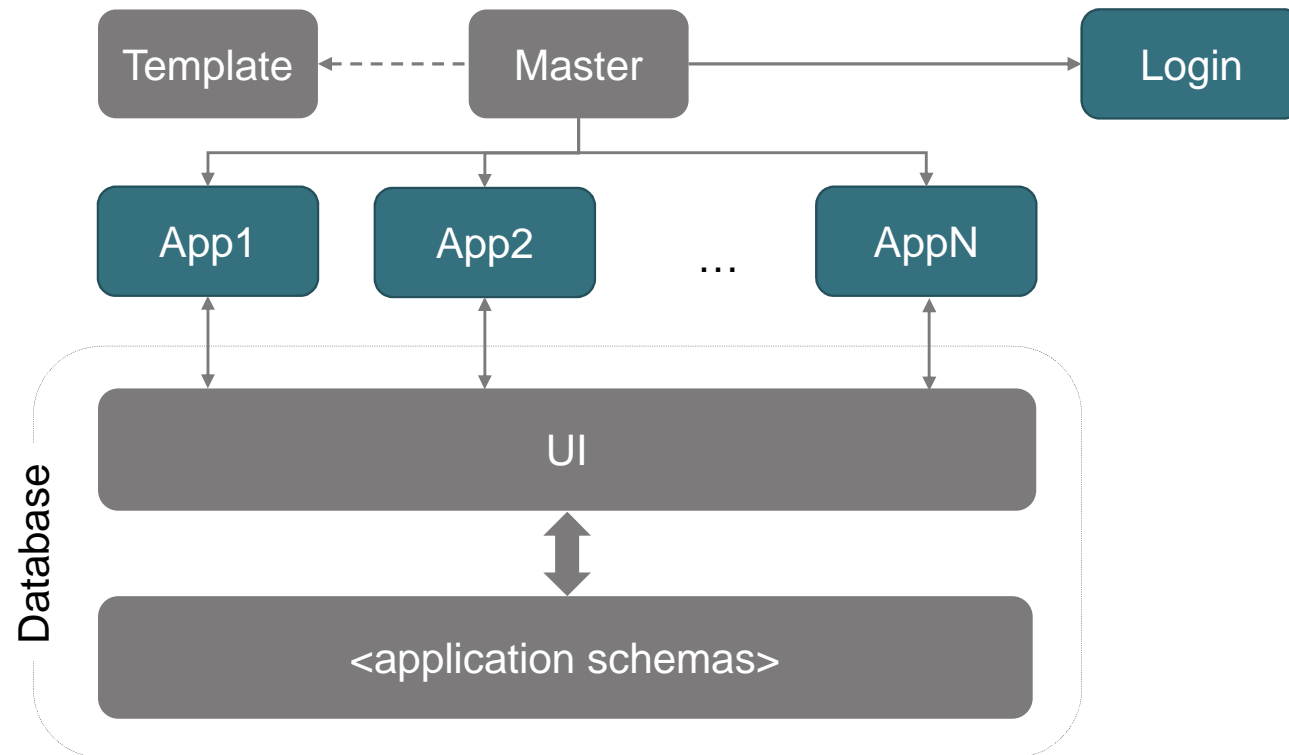 Template
Master
Login
App1
App2
...
AppN
Database
UI
<application schemas>